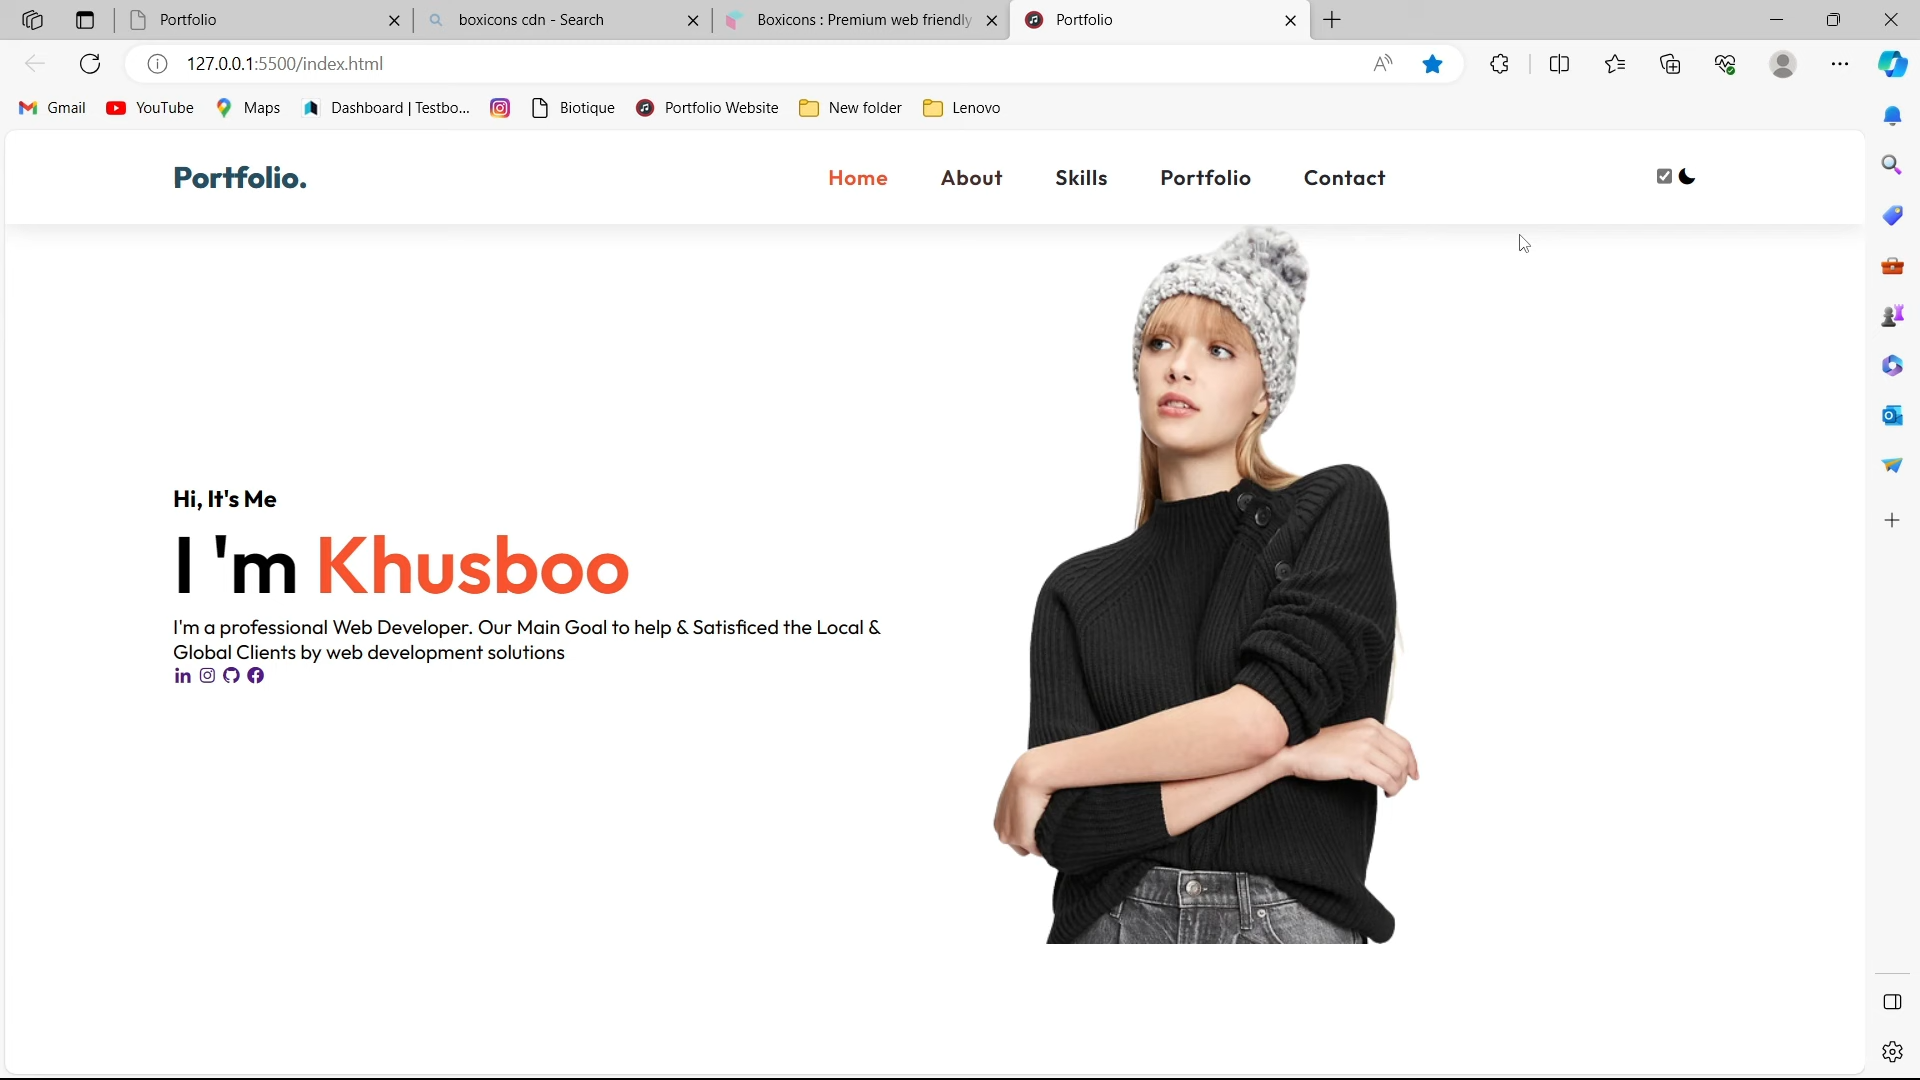 Portfolio
boxicons cdn - Search
Boxicons : Premium web friendly
Portfolio
127.0.0.1:5500/index.html
Gmail
YouTube
Maps
Dashboard | Testbo...
Biotique
Portfolio Website
New folder
Lenovo
Portfolio.
Home
About
Skills
Portfolio
Contact
Hi, It's Me
I 'm Khusboo
I'm a professional Web Developer. Our Main Goal to help & Satisficed the Local &
Global Clients by web development solutions